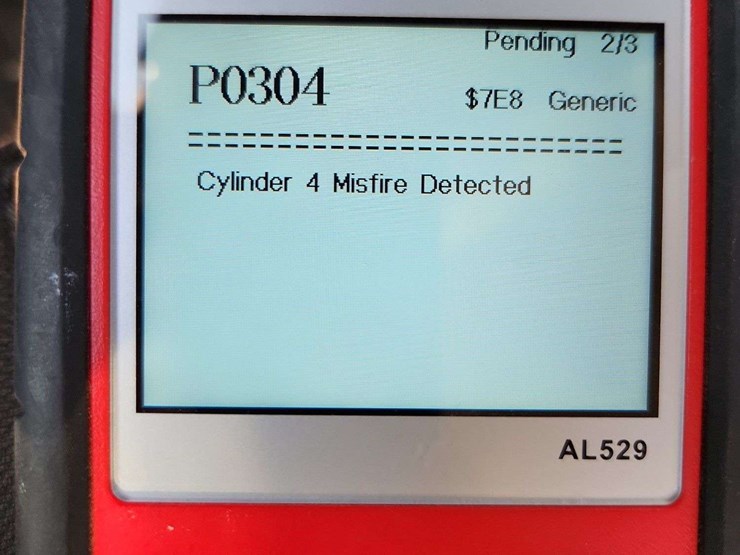 Pending 2/3
P0304 $7E8 Generic
==========================
Cylinder 4 Misfire Detected
AL529